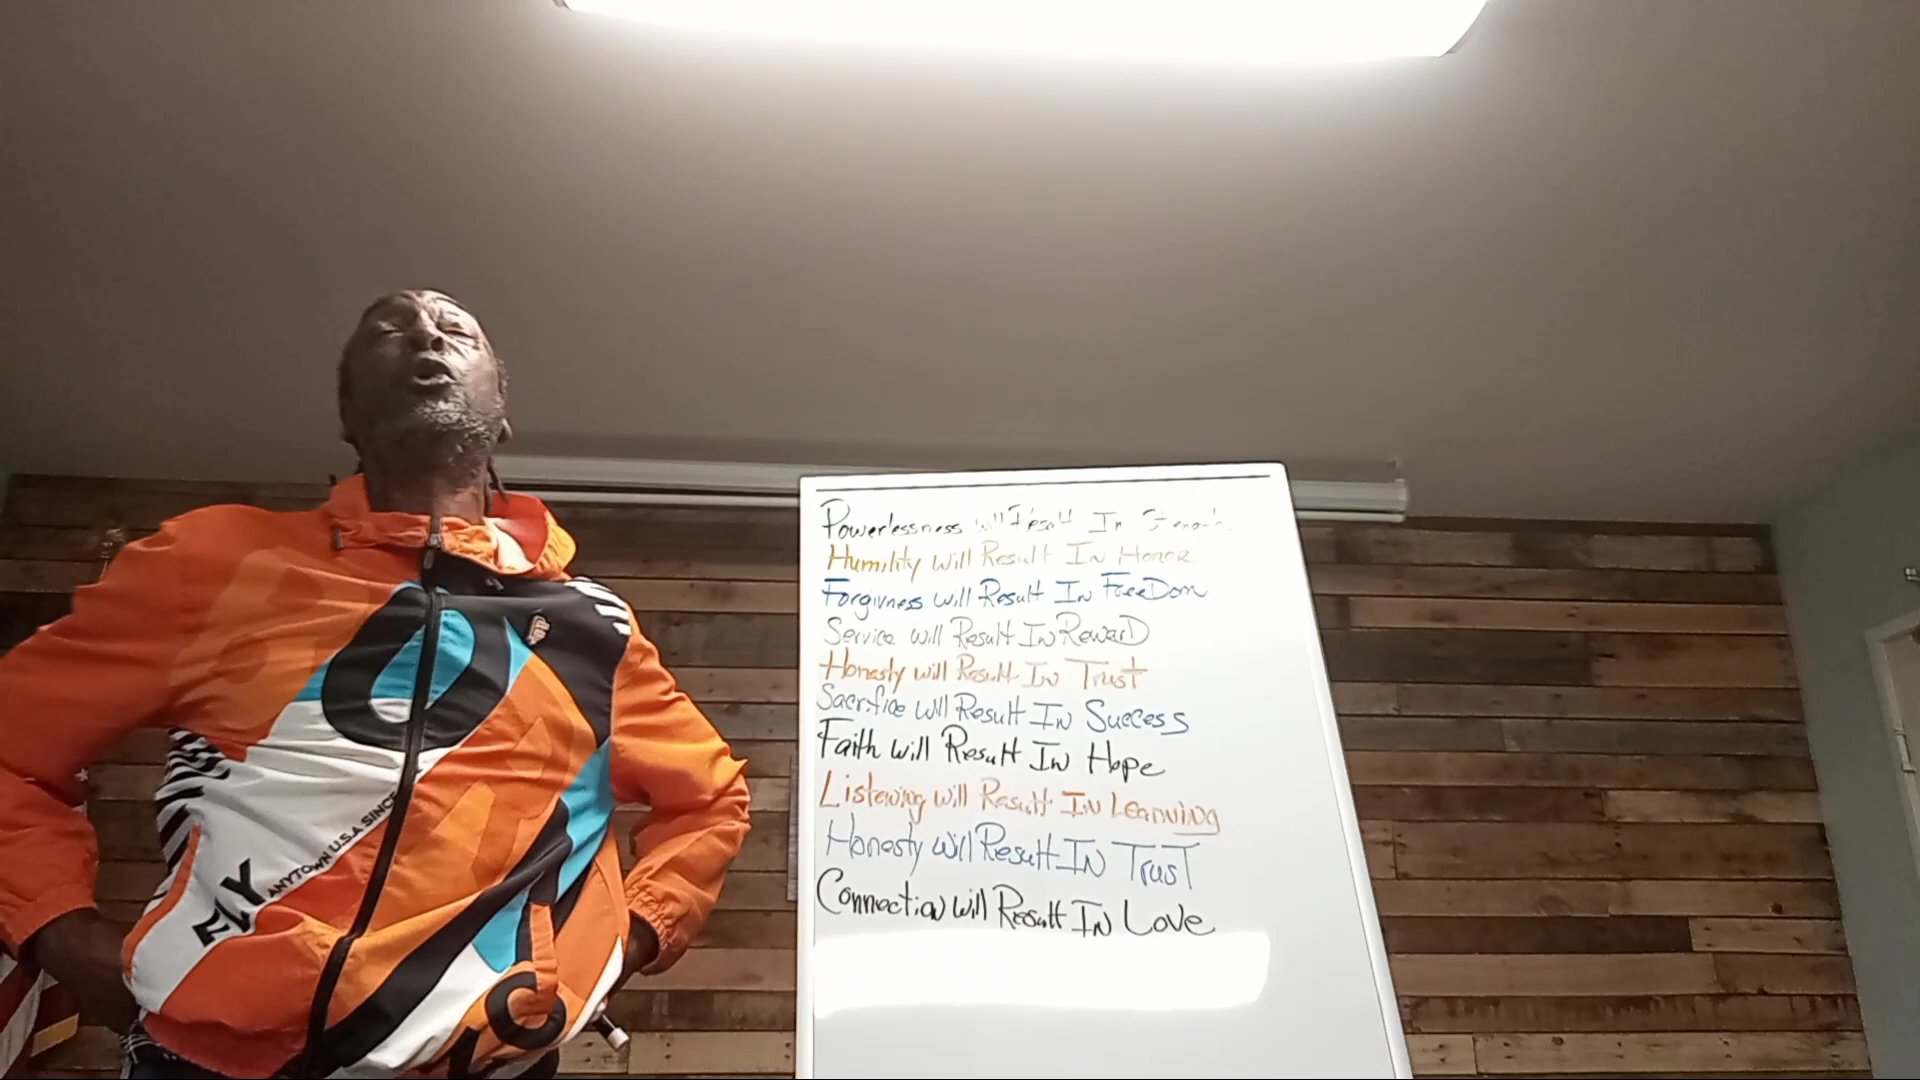 Powerlessness will Result In
Humility Will Result In Honor
Forgivness will Result In FreeDom
Service will Result In RewarD
Honesty will Result In Trust
Sacrifice will Result In Success
Faith will Result In Hope
Listening will Result In Learning
Honesty will Result IN TrusT
Connection will Result IN Love
FLY
ANYTOWN U.S.A SINCE